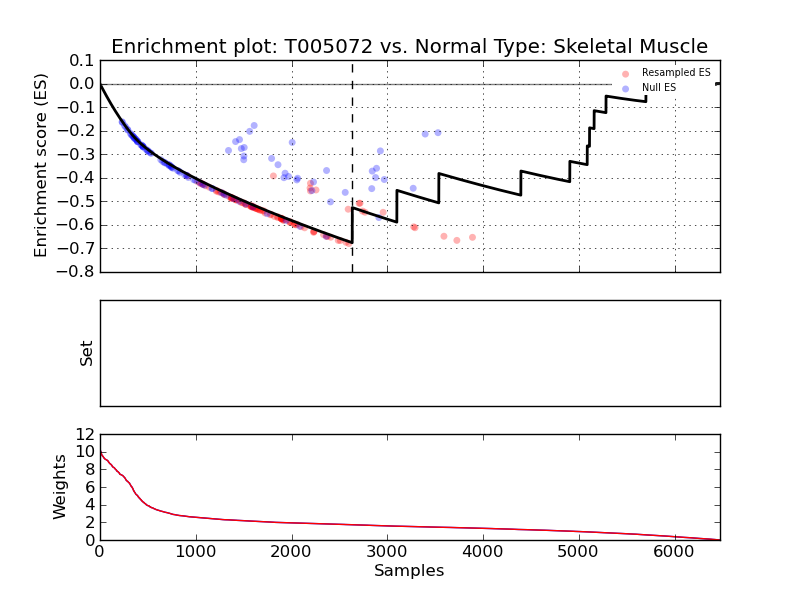 Enrichment plot: T005072 vs. Normal Type: Skeletal Muscle
Enrichment score (ES)
0.1
0.0
−0.1
−0.2
−0.3
−0.4
−0.5
−0.6
−0.7
−0.8
Resampled ES
Null ES
Set
Weights
12
10
8
6
4
2
0
0 1000 2000 3000 4000 5000 6000
Samples